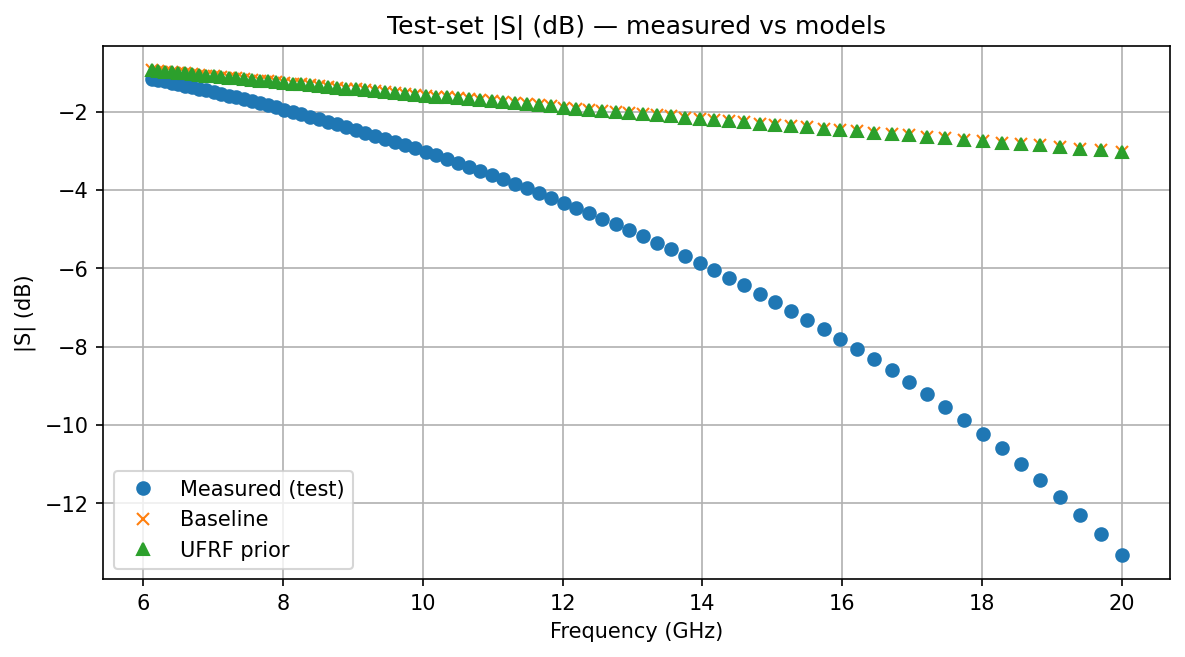 Test-set |S| (dB) — measured vs models
|S| (dB)
−2
−4
−6
−8
−10
−12
Measured (test)
Baseline
UFRF prior
6
8
10
12
14
16
18
20
Frequency (GHz)